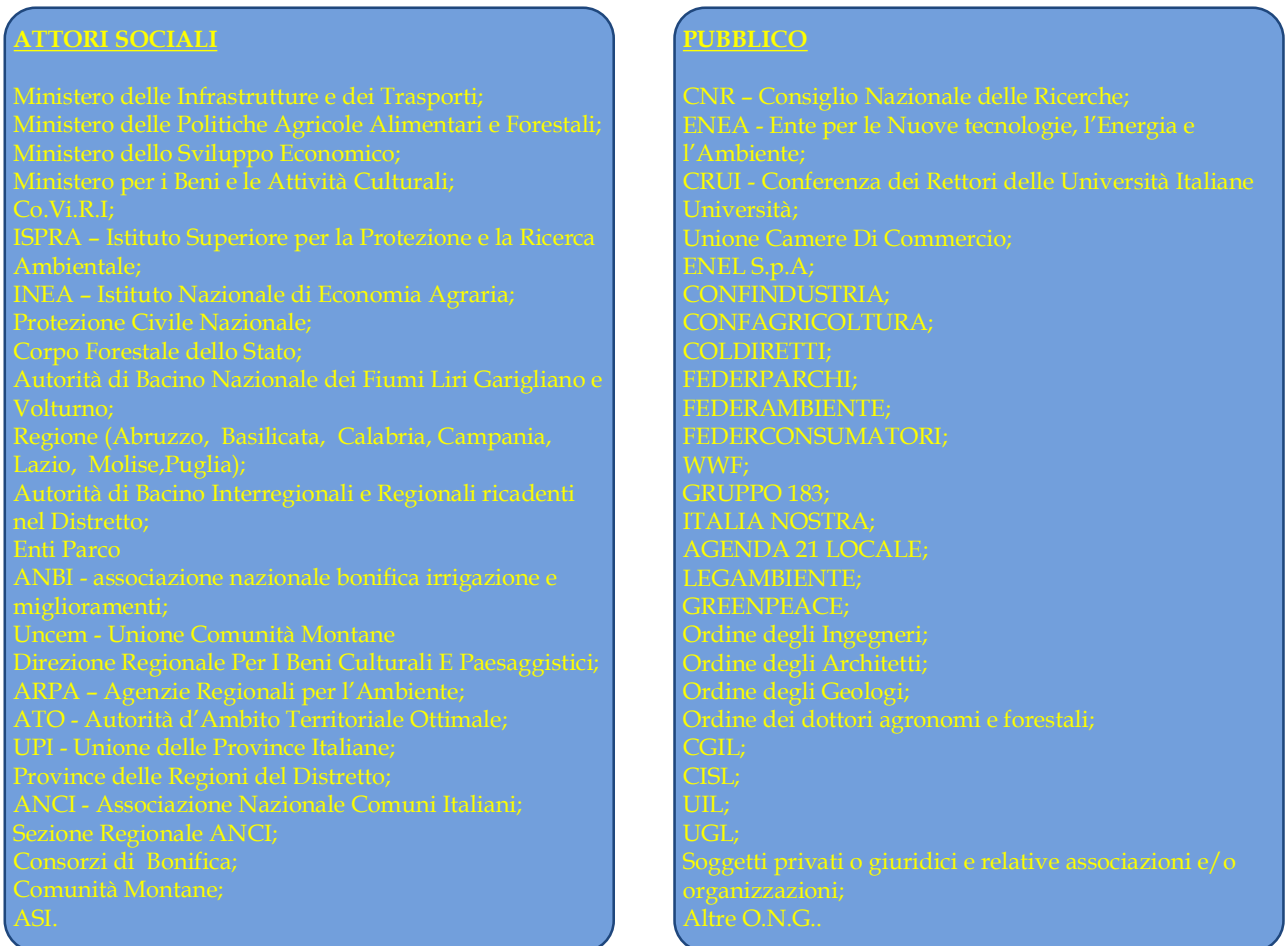 ATTORI SOCIALI
Ministero delle Infrastrutture e dei Trasporti;
Ministero delle Politiche Agricole Alimentari e Forestali;
Ministero dello Sviluppo Economico;
Ministero per i Beni e le Attività Culturali;
Co.Vi.R.I;
ISPRA – Istituto Superiore per la Protezione e la Ricerca
Ambientale;
INEA – Istituto Nazionale di Economia Agraria;
Protezione Civile Nazionale;
Corpo Forestale dello Stato;
Autorità di Bacino Nazionale dei Fiumi Liri Garigliano e
Volturno;
Regione (Abruzzo, Basilicata, Calabria, Campania,
Lazio, Molise,Puglia);
Autorità di Bacino Interregionali e Regionali ricadenti
nel Distretto;
Enti Parco
ANBI - associazione nazionale bonifica irrigazione e
miglioramenti;
Uncem - Unione Comunità Montane
Direzione Regionale Per I Beni Culturali E Paesaggistici;
ARPA – Agenzie Regionali per l’Ambiente;
ATO - Autorità d’Ambito Territoriale Ottimale;
UPI - Unione delle Province Italiane;
Province delle Regioni del Distretto;
ANCI - Associazione Nazionale Comuni Italiani;
Sezione Regionale ANCI;
Consorzi di Bonifica;
Comunità Montane;
ASI.
PUBBLICO
CNR – Consiglio Nazionale delle Ricerche;
ENEA - Ente per le Nuove tecnologie, l’Energia e
l’Ambiente;
CRUI - Conferenza dei Rettori delle Università Italiane
Università;
Unione Camere Di Commercio;
ENEL S.p.A;
CONFINDUSTRIA;
CONFAGRICOLTURA;
COLDIRETTI;
FEDERPARCHI;
FEDERAMBIENTE;
FEDERCONSUMATORI;
WWF;
GRUPPO 183;
ITALIA NOSTRA;
AGENDA 21 LOCALE;
LEGAMBIENTE;
GREENPEACE;
Ordine degli Ingegneri;
Ordine degli Architetti;
Ordine degli Geologi;
Ordine dei dottori agronomi e forestali;
CGIL;
CISL;
UIL;
UGL;
Soggetti privati o giuridici e relative associazioni e/o
organizzazioni;
Altre O.N.G..